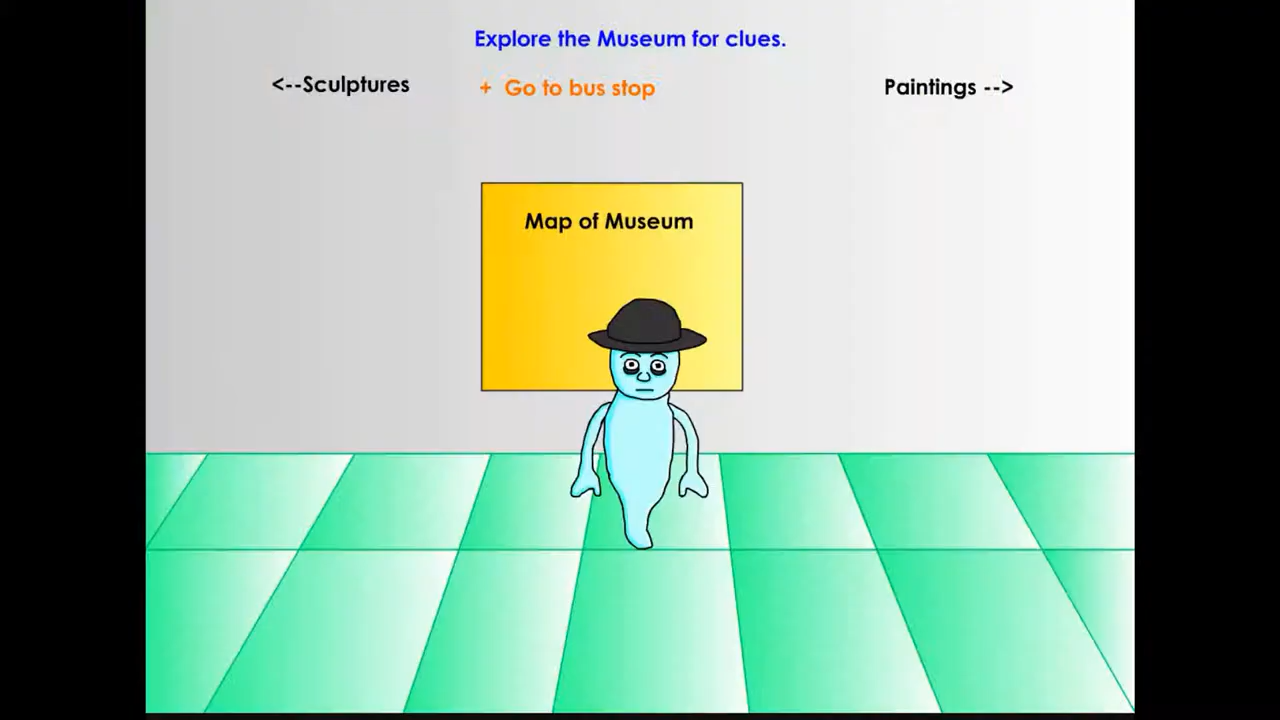 Explore the Museum for clues.
<--Sculptures
+ Go to bus stop
Paintings -->
Map of Museum